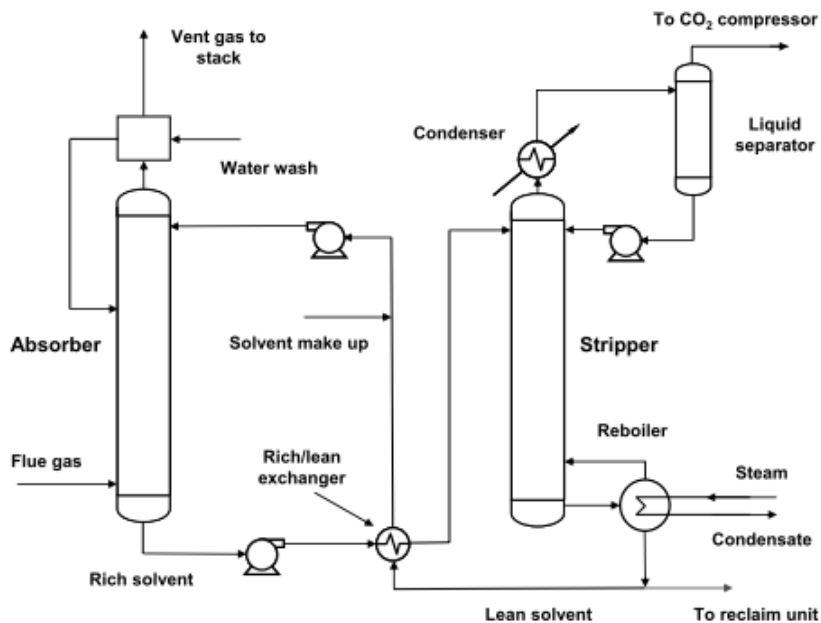 To CO₂ compressor
Vent gas to
stack
Condenser
Liquid
separator
Water wash
Absorber
Solvent make up
Stripper
Reboiler
Flue gas
Rich/lean
exchanger
Steam
Condensate
Rich solvent
Lean solvent
To reclaim unit